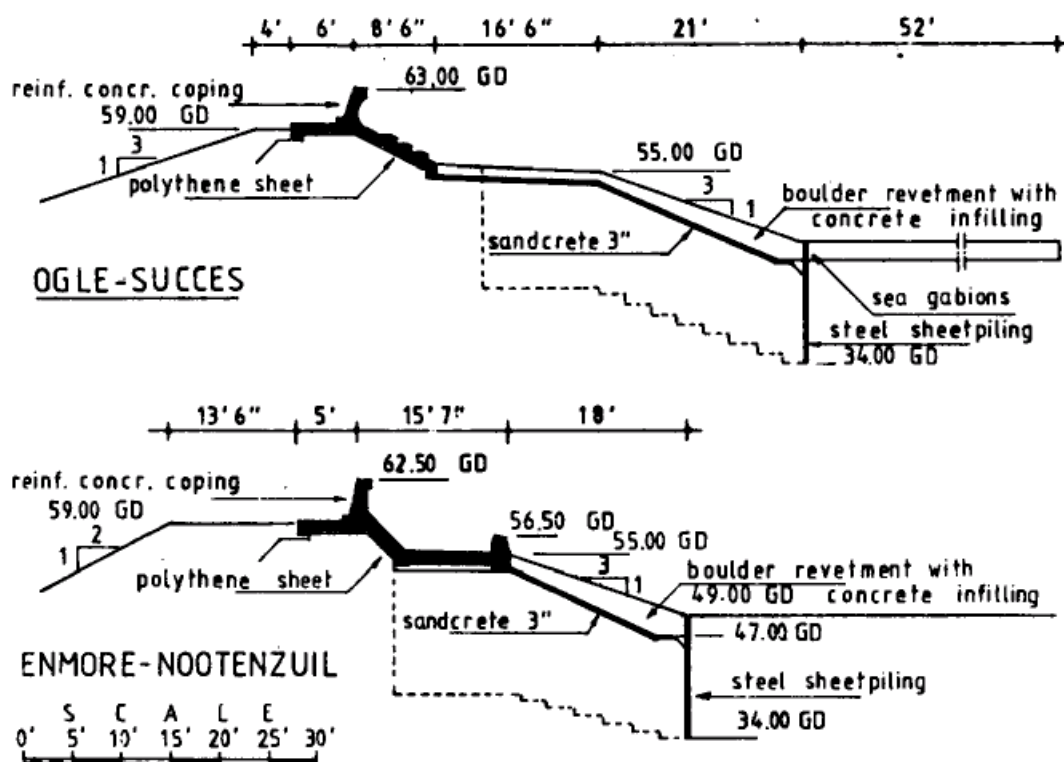 4' 6' 8'6" 16'6" 21' 52'
63,00 GD
reinf. concr. coping
59.00 GD
3
1
polythene sheet
55.00 GD
3
1
boulder revetment with
concrete infilling
sandcrete 3"
OGLE-SUCCES
sea gabions
steel sheetpiling
34.00 GD
13'6" 5' 15'7" 18'
62.50 GD
reinf. concr. coping
59.00 GD
2
1
56.50 GD
55.00 GD
3
1
polythene sheet
boulder revetment with
49.00 GD concrete infilling
sandcrete 3"
47.00 GD
ENMORE-NOOTENZUIL
steel sheetpiling
34.00 GD
S C A L E
0' 5' 10' 15' 20' 25' 30'